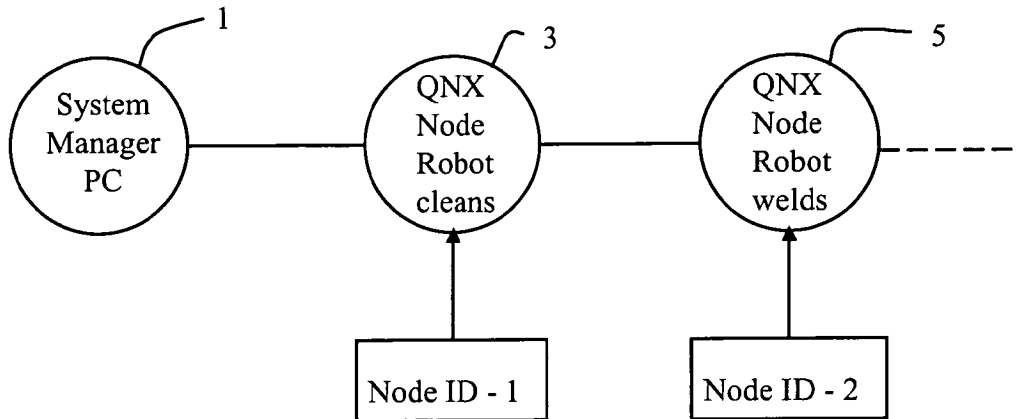 1
System
Manager
PC
3
QNX
Node
Robot
cleans
5
QNX
Node
Robot
welds
Node ID - 1
Node ID - 2